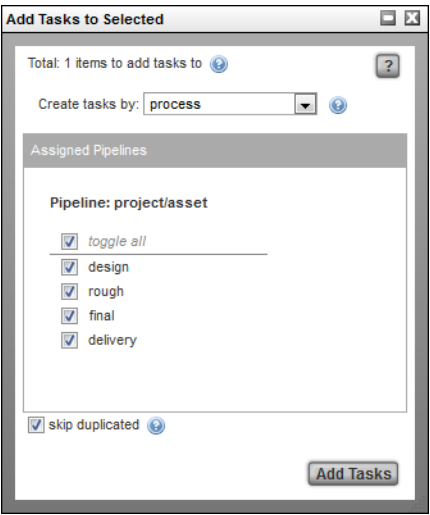 Add Tasks to Selected
Total: 1 items to add tasks to ?
?
Create tasks by: process ?
Assigned Pipelines
Pipeline: project/asset
toggle all
design
rough
final
delivery
skip duplicated ?
Add Tasks